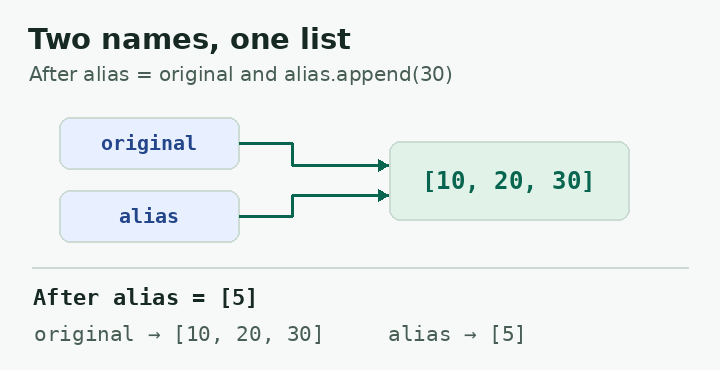 Two names, one list
After alias = original and alias.append(30)
original
[10, 20, 30]
alias
After alias = [5]
original → [10, 20, 30]    alias → [5]